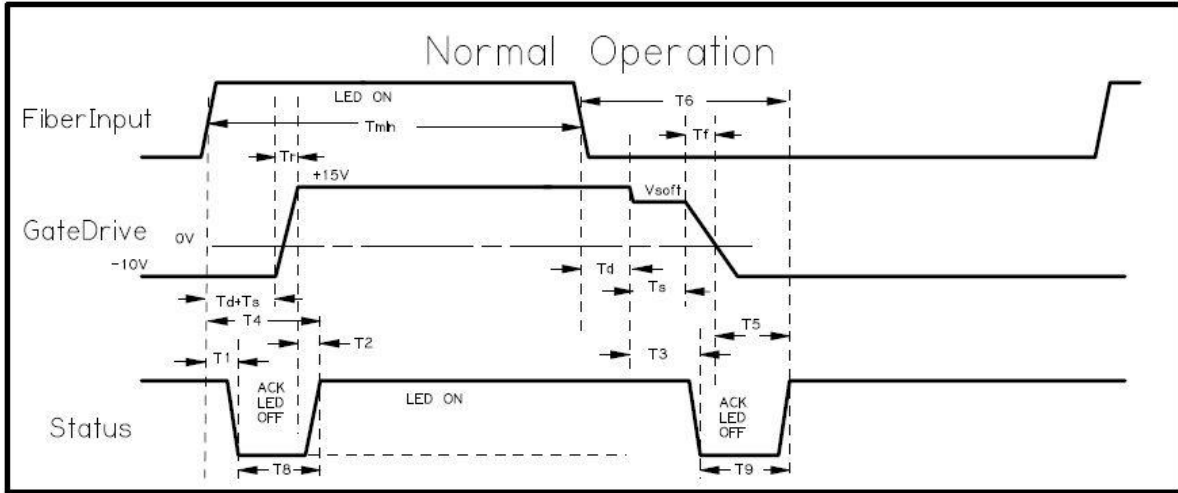 Normal Operation
FiberInput
LED ON
T6
Tmin
Tf
Tr
+15V
Vsoft
GateDrive
0V
-10V
Td
Td+Ts
Ts
T4
T5
T1
T2
T3
ACK
LED
OFF
LED ON
ACK
LED
OFF
Status
T8
T9